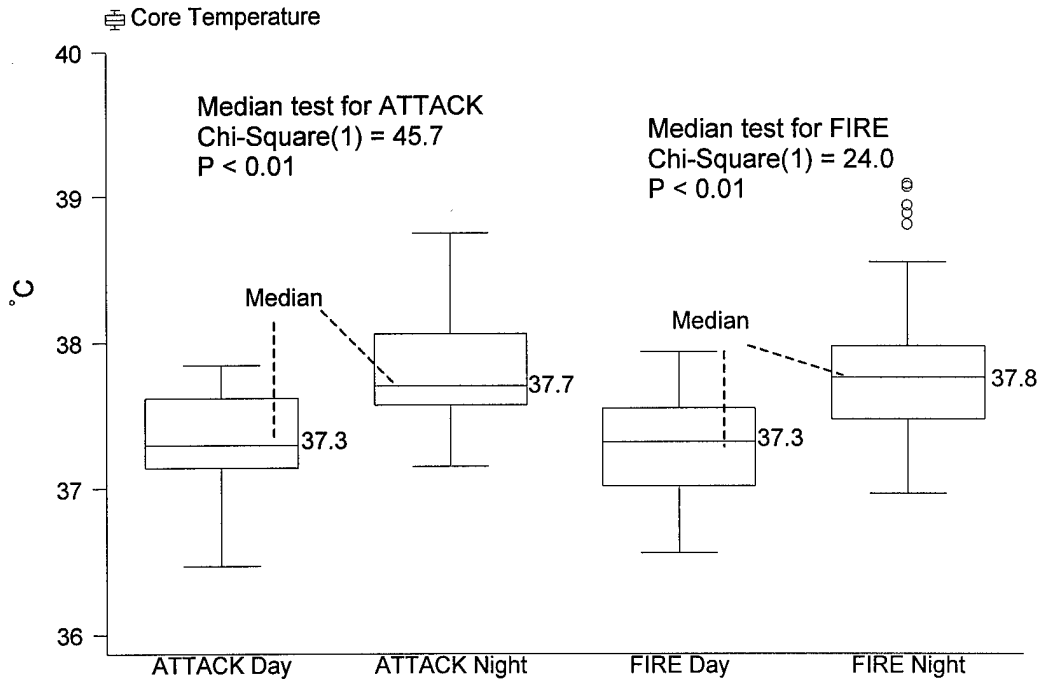 Core Temperature
40
39
38
37
36
°C
Median test for ATTACK
Chi-Square(1) = 45.7
P < 0.01
Median test for FIRE
Chi-Square(1) = 24.0
P < 0.01
Median
Median
37.3
37.7
37.3
37.8
ATTACK Day
ATTACK Night
FIRE Day
FIRE Night